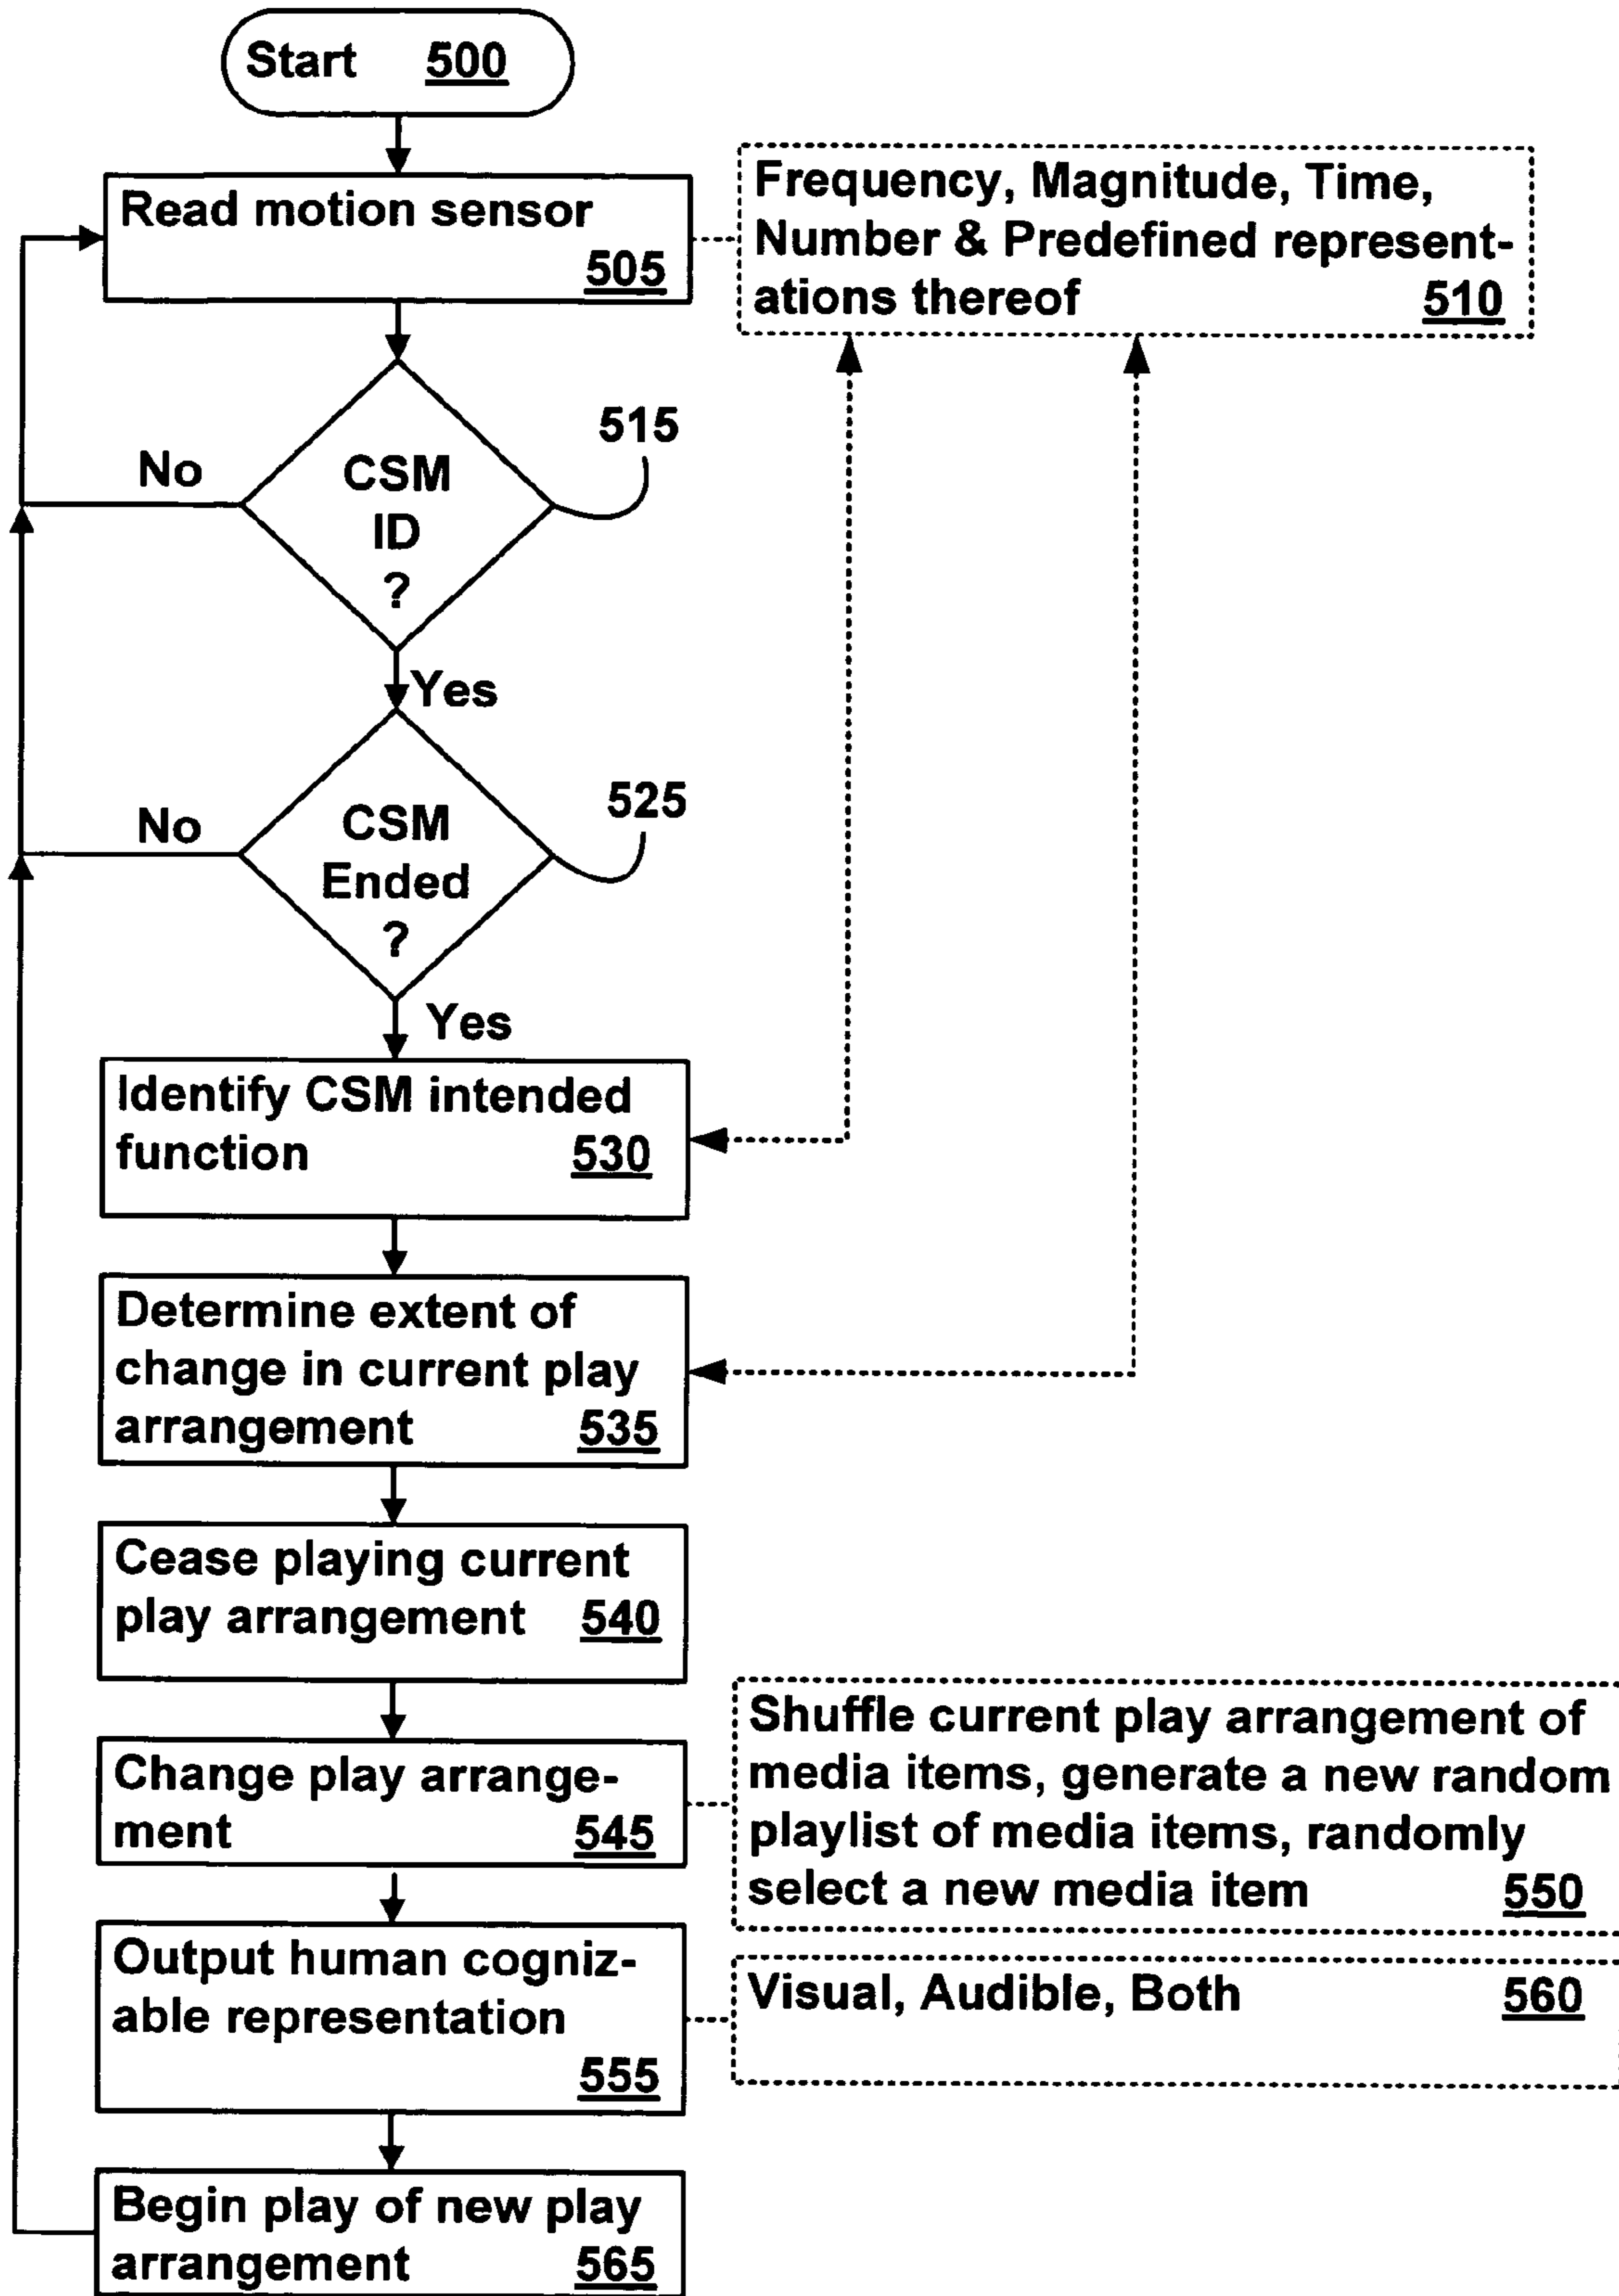 Start 500
Read motion sensor
505
Frequency, Magnitude, Time,
Number & Predefined represent-
ations thereof 510
515
No
CSM
ID
?
Yes
525
No
CSM
Ended
?
Yes
Identify CSM intended
function 530
Determine extent of
change in current play
arrangement 535
Cease playing current
play arrangement 540
Change play arrange-
ment 545
Shuffle current play arrangement of
media items, generate a new random
playlist of media items, randomly
select a new media item 550
Output human cogniz-
able representation
555
Visual, Audible, Both 560
Begin play of new play
arrangement 565